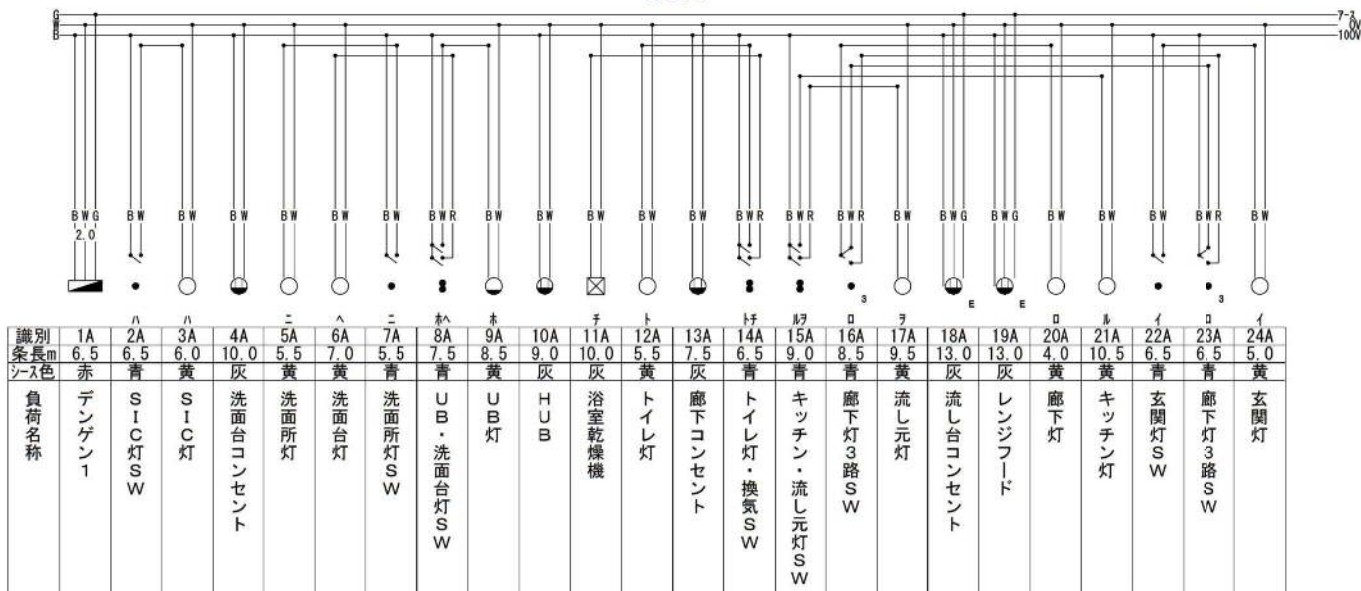 G
W
B
アース
0V
100V
B W G B W B W B W B W B W B W B W R B W B W B W B W B W B W R B W R B W R B W B W G B W G B W B W B W B W R B W
2.0
3 E E 3
ハ ハ ニ ヘ ニ ホヘ ホ チ ト トチ ルヲ ロ ヲ ロ ル イ ロ イ
識別 1A 2A 3A 4A 5A 6A 7A 8A 9A 10A 11A 12A 13A 14A 15A 16A 17A 18A 19A 20A 21A 22A 23A 24A
条長m 6.5 6.5 6.0 10.0 5.5 7.0 5.5 7.5 8.5 9.0 10.0 5.5 7.5 6.5 9.0 8.5 9.5 13.0 13.0 4.0 10.5 6.5 6.5 5.0
シース色 赤 青 黄 灰 黄 黄 青 青 黄 灰 灰 黄 灰 青 青 青 黄 灰 灰 黄 黄 青 青 黄
負荷名称
デンゲン1
SIC灯SW
SIC灯
洗面台コンセント
洗面所灯
洗面台灯
洗面所灯SW
UB・洗面台灯SW
UB灯
HUB
浴室乾燥機
トイレ灯
廊下コンセント
トイレ灯・換気SW
キッチン・流し元灯SW
廊下灯3路SW
流し元灯
流し台コンセント
レンジフード
廊下灯
キッチン灯
玄関灯SW
廊下灯3路SW
玄関灯